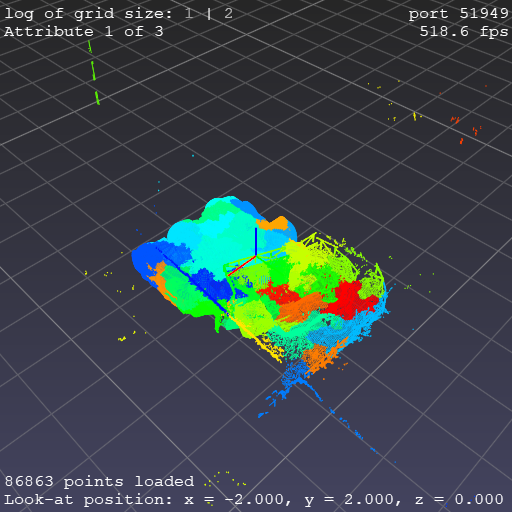 log of grid size: 1 | 2
port 51949
Attribute 1 of 3
518.6 fps
86863 points loaded
Look-at position: x = -2.000, y = 2.000, z = 0.000